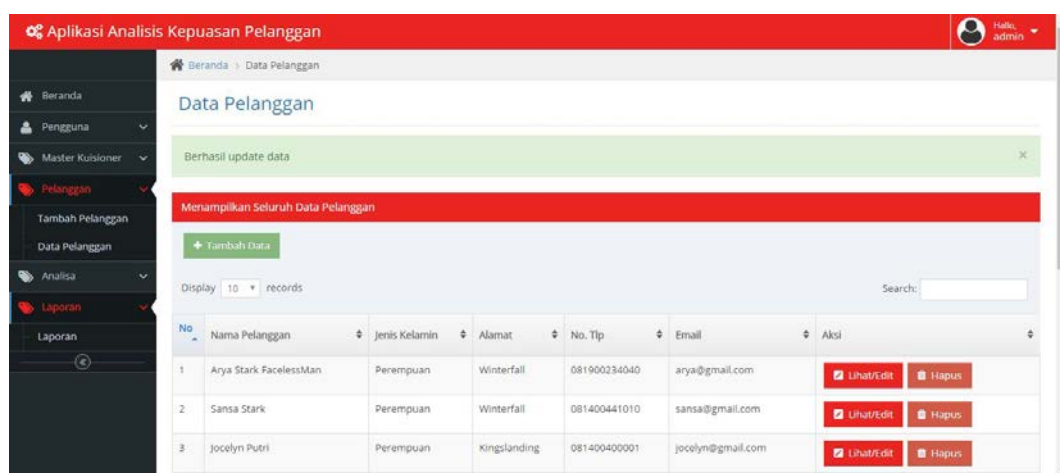 Aplikasi Analisis Kepuasan Pelanggan
Hallo,
admin
Beranda > Data Pelanggan
Beranda
Pengguna
Master Kuisioner
Pelanggan
Tambah Pelanggan
Data Pelanggan
Analisa
Laporan
Laporan
Data Pelanggan
Berhasil update data ×
Menampilkan Seluruh Data Pelanggan
+ Tambah Data
Display 10 records Search:
No Nama Pelanggan Jenis Kelamin Alamat No. Tlp Email Aksi
1 Arya Stark FacelessMan Perempuan Winterfall 081900234040 arya@gmail.com Lihat/Edit Hapus
2 Sansa Stark Perempuan Winterfall 081400441010 sansa@gmail.com Lihat/Edit Hapus
3 Jocelyn Putri Perempuan Kingslanding 081400400001 jocelyn@gmail.com Lihat/Edit Hapus